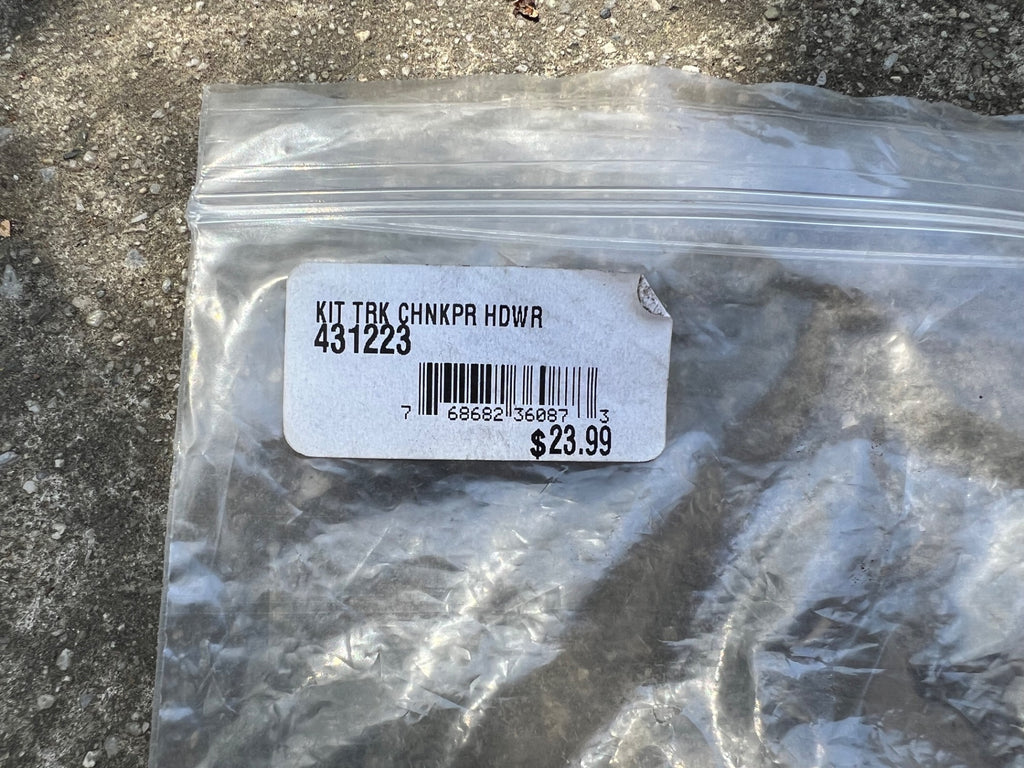 KIT TRK CHNKPR HDWR
431223
7 68682 36087 3
$23.99